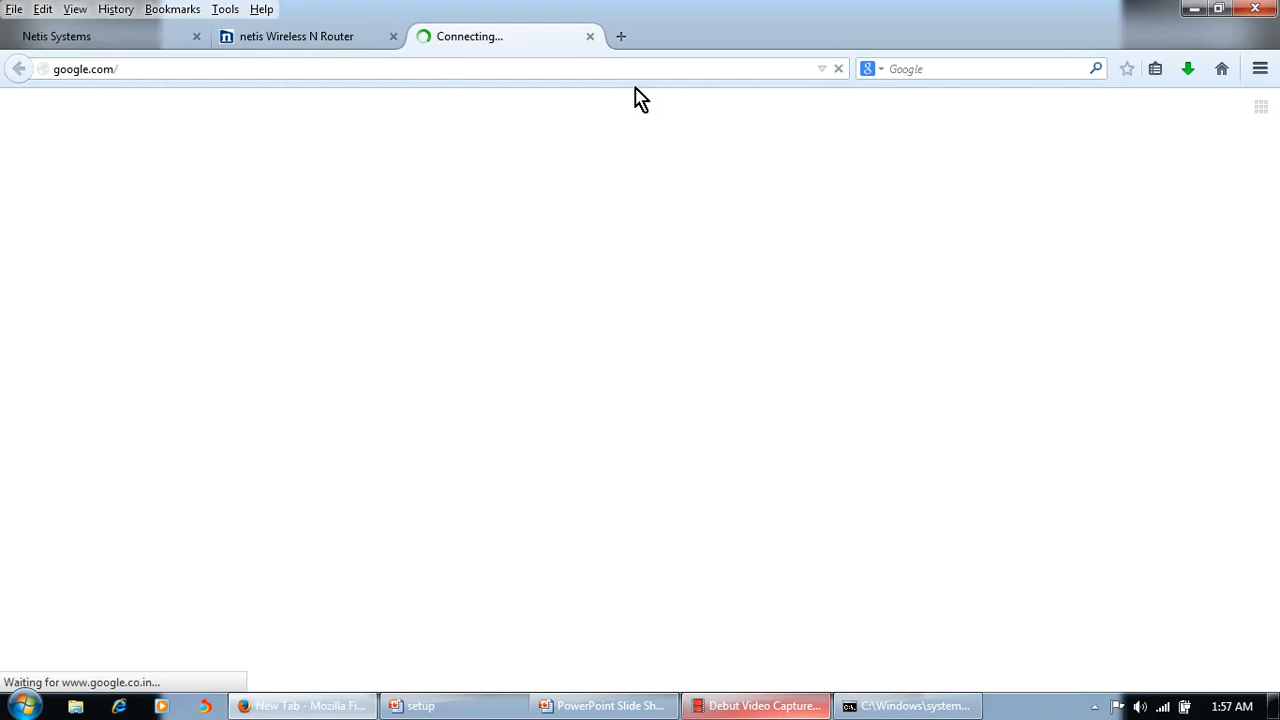 File Edit View History Bookmarks Tools Help
Netis Systems
netis Wireless N Router
Connecting...
google.com/
Google
Waiting for www.google.co.in...
New Tab - Mozilla Fi...
setup
PowerPoint Slide Sh...
Debut Video Capture...
C:\Windows\system...
1:57 AM